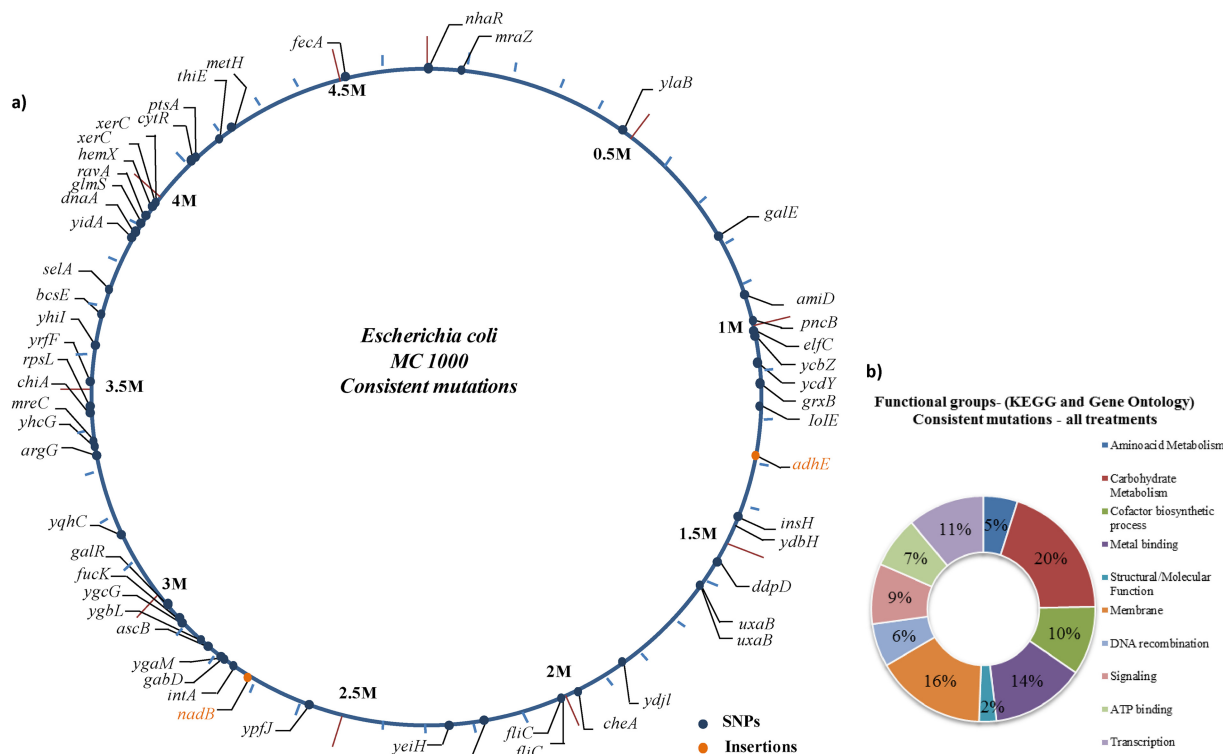 a)
nhaR
mraZ
fecA
4.5M
metH
thiE
ptsA
cytR
xerC
xerC
hemX
ravA
glmS
dnaA
yidA
4M
ylaB
0.5M
galE
selA
bcsE
yhiI
yrfF
rpsL
chiA
mreC
yhcG
argG
3.5M
Escherichia coli
MC 1000
Consistent mutations
amiD
pncB
1M
elfC
ycbZ
ycdY
grxB
IolE
adhE
insH
1.5M
ydbH
ddpD
uxaB
uxaB
yqhC
galR
3M
fucK
ygcG
ygbL
ascB
ygaM
gabD
intA
nadB
ypfJ
2.5M
yeiH
2M
fliC
fliC
cheA
ydjl
SNPs
Insertions
b)
Functional groups- (KEGG and Gene Ontology)
Consistent mutations - all treatments
5%
20%
10%
14%
2%
16%
6%
9%
7%
11%
Aminoacid Metabolism
Carbohydrate
Metabolism
Cofactor biosynthetic
process
Metal binding
Structural/Molecular
Function
Membrane
DNA recombination
Signaling
ATP binding
Transcription